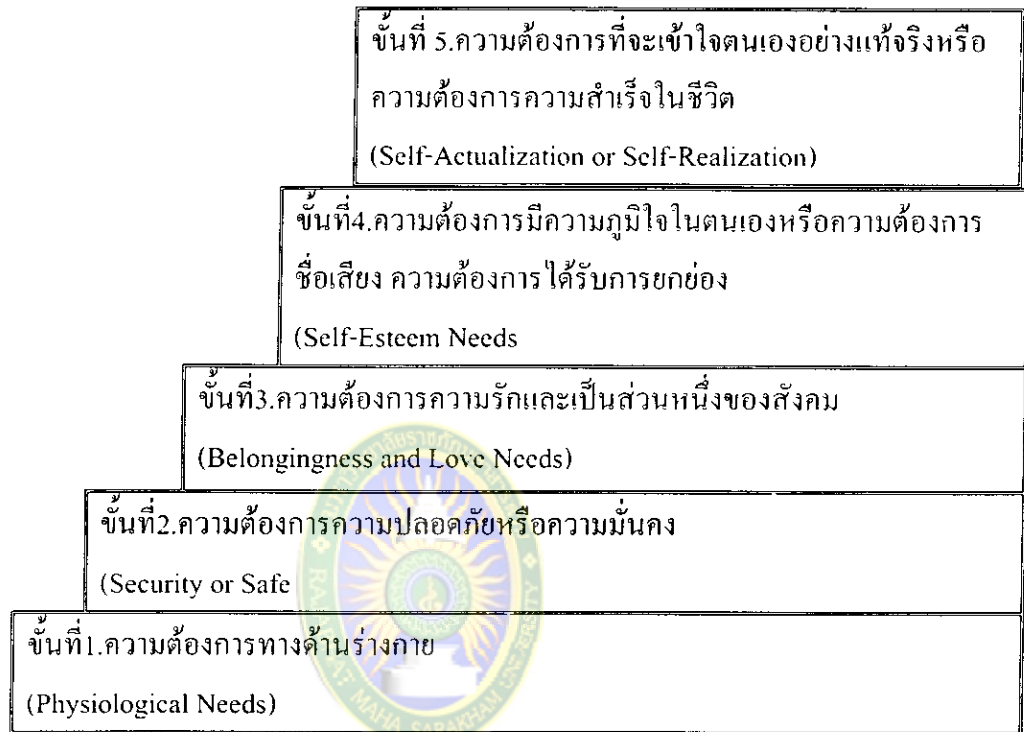 ขั้นที่ 5.ความต้องการที่จะเข้าใจตนเองอย่างแท้จริงหรือ
ความต้องการความสำเร็จในชีวิต
(Self-Actualization or Self-Realization)
ขั้นที่4.ความต้องการมีความภูมิใจในตนเองหรือความต้องการ
ชื่อเสียง ความต้องการได้รับการยกย่อง
(Self-Esteem Needs
ขั้นที่3.ความต้องการความรักและเป็นส่วนหนึ่งของสังคม
(Belongingness and Love Needs)
ขั้นที่2.ความต้องการความปลอดภัยหรือความมั่นคง
(Security or Safe
ขั้นที่1.ความต้องการทางด้านร่างกาย
(Physiological Needs)
MAHA SARAKHAM UNIVERSITY